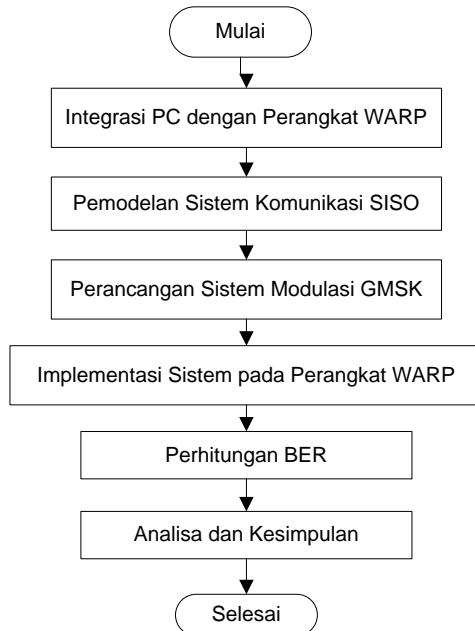 Mulai
Integrasi PC dengan Perangkat WARP
Pemodelan Sistem Komunikasi SISO
Perancangan Sistem Modulasi GMSK
Implementasi Sistem pada Perangkat WARP
Perhitungan BER
Analisa dan Kesimpulan
Selesai